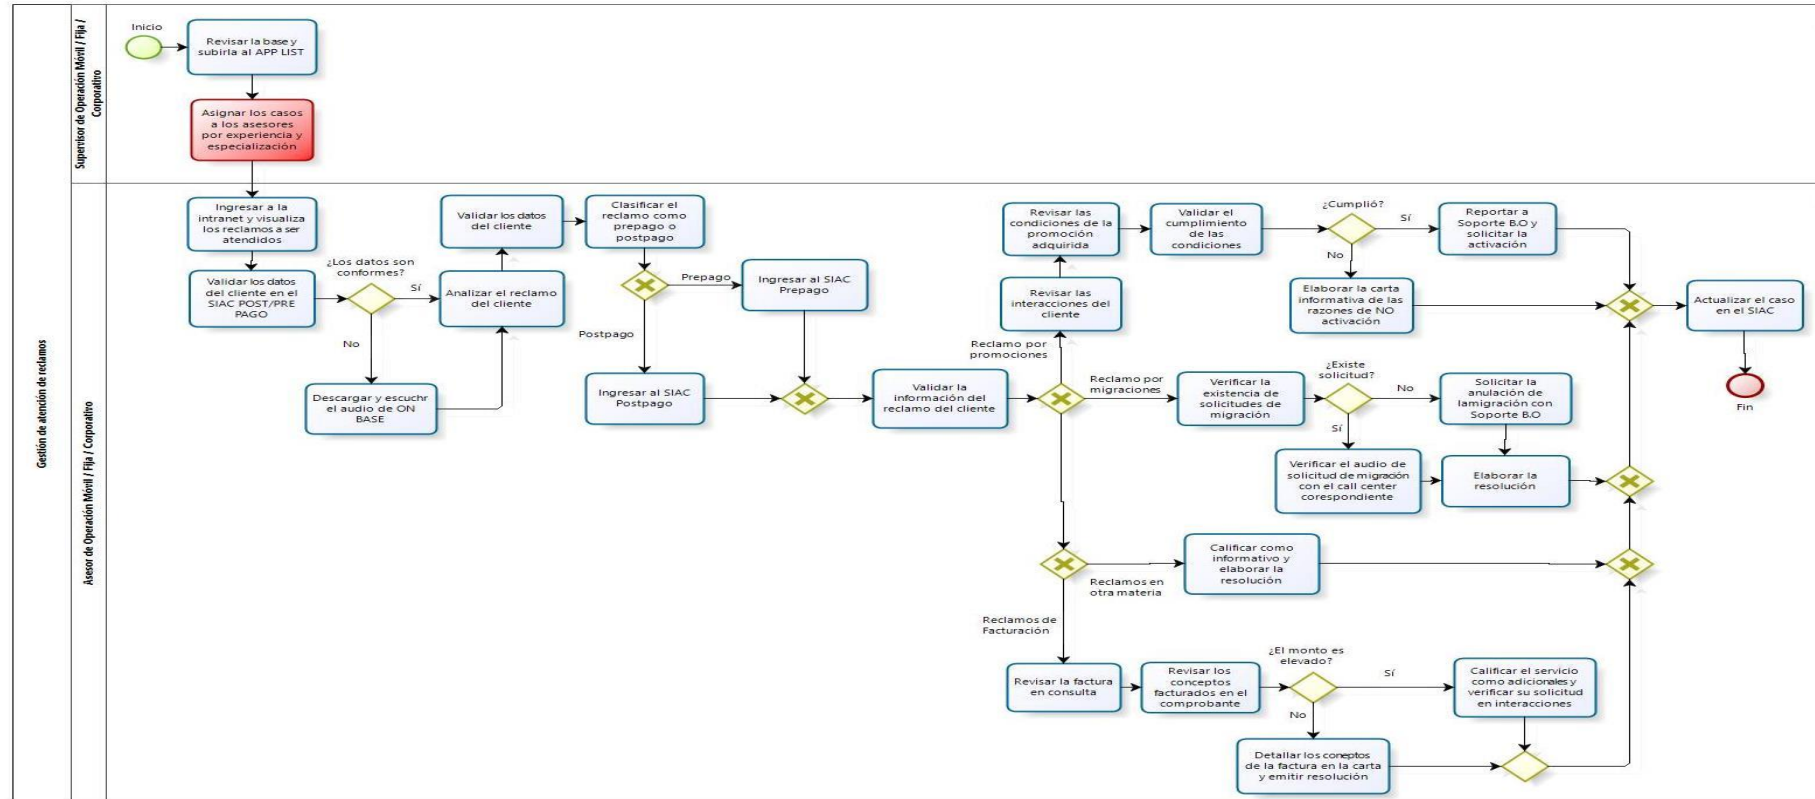 Gestión de atención de reclamos
Supervisor de Operación Móvil / Fija /
Corporativo
Inicio
Revisar la base y
subirla al APP LIST
Asignar los casos
a los asesores
por experiencia y
especialización
Asesor de Operación Móvil / Fija / Corporativo
Ingresar a la
intranet y visualiza
los reclamos a ser
atendidos
Validar los datos
del cliente en el
SIAC POST/PRE
PAGO
¿Los datos son
conformes?
Sí
No
Descargar y escuchr
el audio de ON
BASE
Analizar el reclamo
del cliente
Validar los datos
del cliente
Clasificar el
reclamo como
prepago o
postpago
Prepago
Ingresar al SIAC
Prepago
Postpago
Ingresar al SIAC
Postpago
Validar la
información del
reclamo del cliente
Reclamo por
promociones
Revisar las
interacciones del
cliente
Revisar las
condiciones de la
promoción
adquirida
Validar el
cumplimiento de
las condiciones
¿Cumplió?
Sí
No
Reportar a
Soporte B.O y
solicitar la
activación
Elaborar la carta
informativa de las
razones de NO
activación
Reclamo por
migraciones
Verificar la
existencia de
solicitudes de
migración
¿Existe
solicitud?
No
Sí
Solicitar la
anulación de
lamigración con
Soporte B.O
Verificar el audio de
solicitud de migración
con el call center
corespondiente
Elaborar la
resolución
Reclamos en
otra materia
Calificar como
informativo y
elaborar la
resolución
Reclamos de
Facturación
Revisar la factura
en consulta
Revisar los
conceptos
facturados en el
comprobante
¿El monto es
elevado?
Sí
No
Calificar el servicio
como adicionales y
verificar su solicitud
en interacciones
Detallar los coneptos
de la factura en la carta
y emitir resolución
Actualizar el caso
en el SIAC
Fin